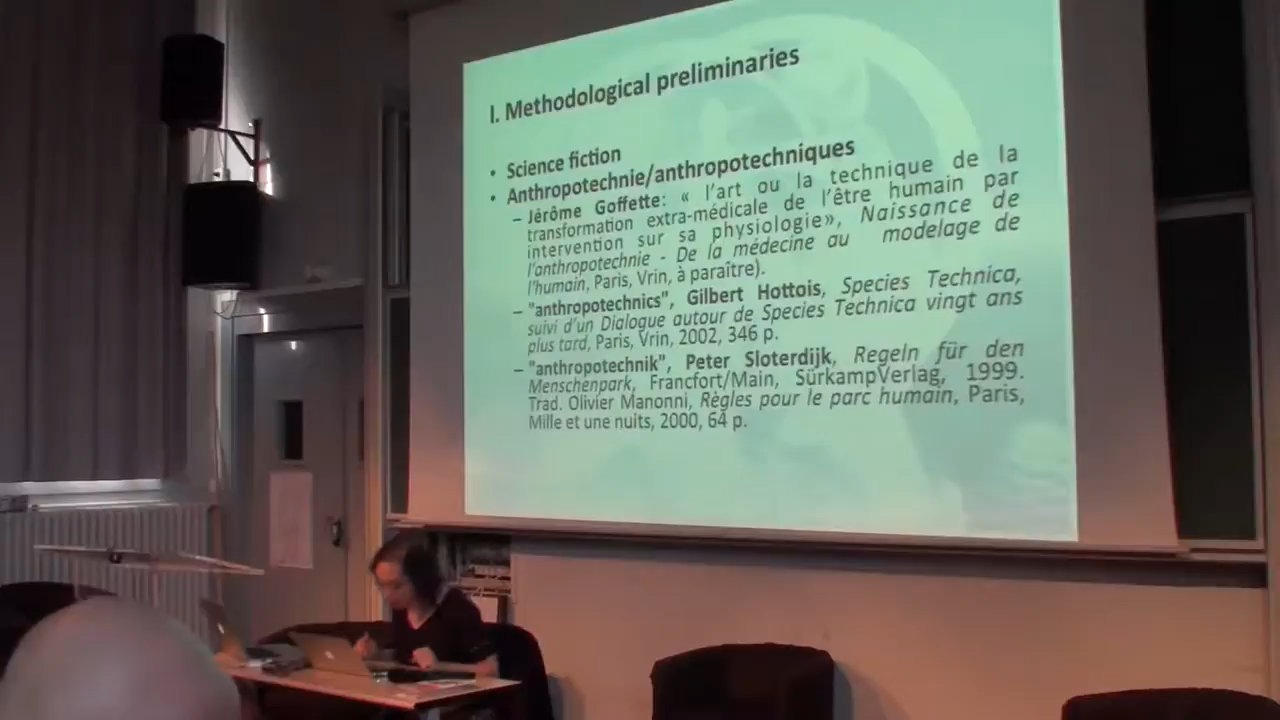 I. Methodological preliminaries
• Science fiction
• Anthropotechnie/anthropotechniques
– Jérôme Goffette: « l'art ou la technique de la
transformation extra-médicale de l'être humain par
intervention sur sa physiologie», Naissance de
l'anthropotechnie - De la médecine au modelage de
l'humain, Paris, Vrin, à paraître).
– "anthropotechnics", Gilbert Hottois, Species Technica,
suivi d'un Dialogue autour de Species Technica vingt ans
plus tard, Paris, Vrin, 2002, 346 p.
– "anthropotechnik", Peter Sloterdijk, Regeln für den
Menschenpark, Francfort/Main, SürkampVerlag, 1999.
Trad. Olivier Manonni, Règles pour le parc humain, Paris,
Mille et une nuits, 2000, 64 p.